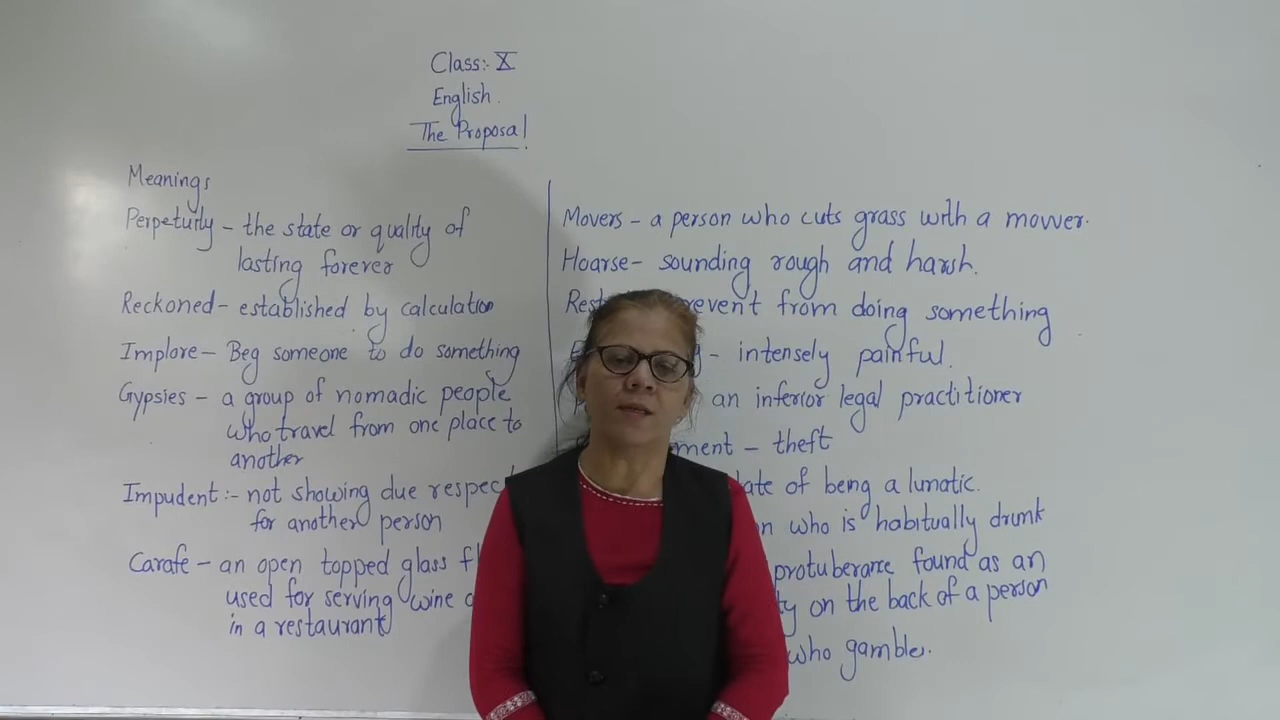 Class:- X
English.
The Proposal
Meanings
Perpetuity - the state or quality of
lasting forever
Reckoned - established by calculation
Implore - Beg someone to do something
Gypsies - a group of nomadic people
who travel from one place to
another
Impudent :- not showing due respect
for another person
Carafe - an open topped glass
used for serving wine
in a restaurant
Movers - a person who cuts grass with a mower.
Hoarse - sounding rough and harsh.
from doing something
- intensely painful.
an inferior legal practitioner
- theft
of being a lunatic.
who is habitually drunk
protuberance found as an
on the back of a person
who gamble.